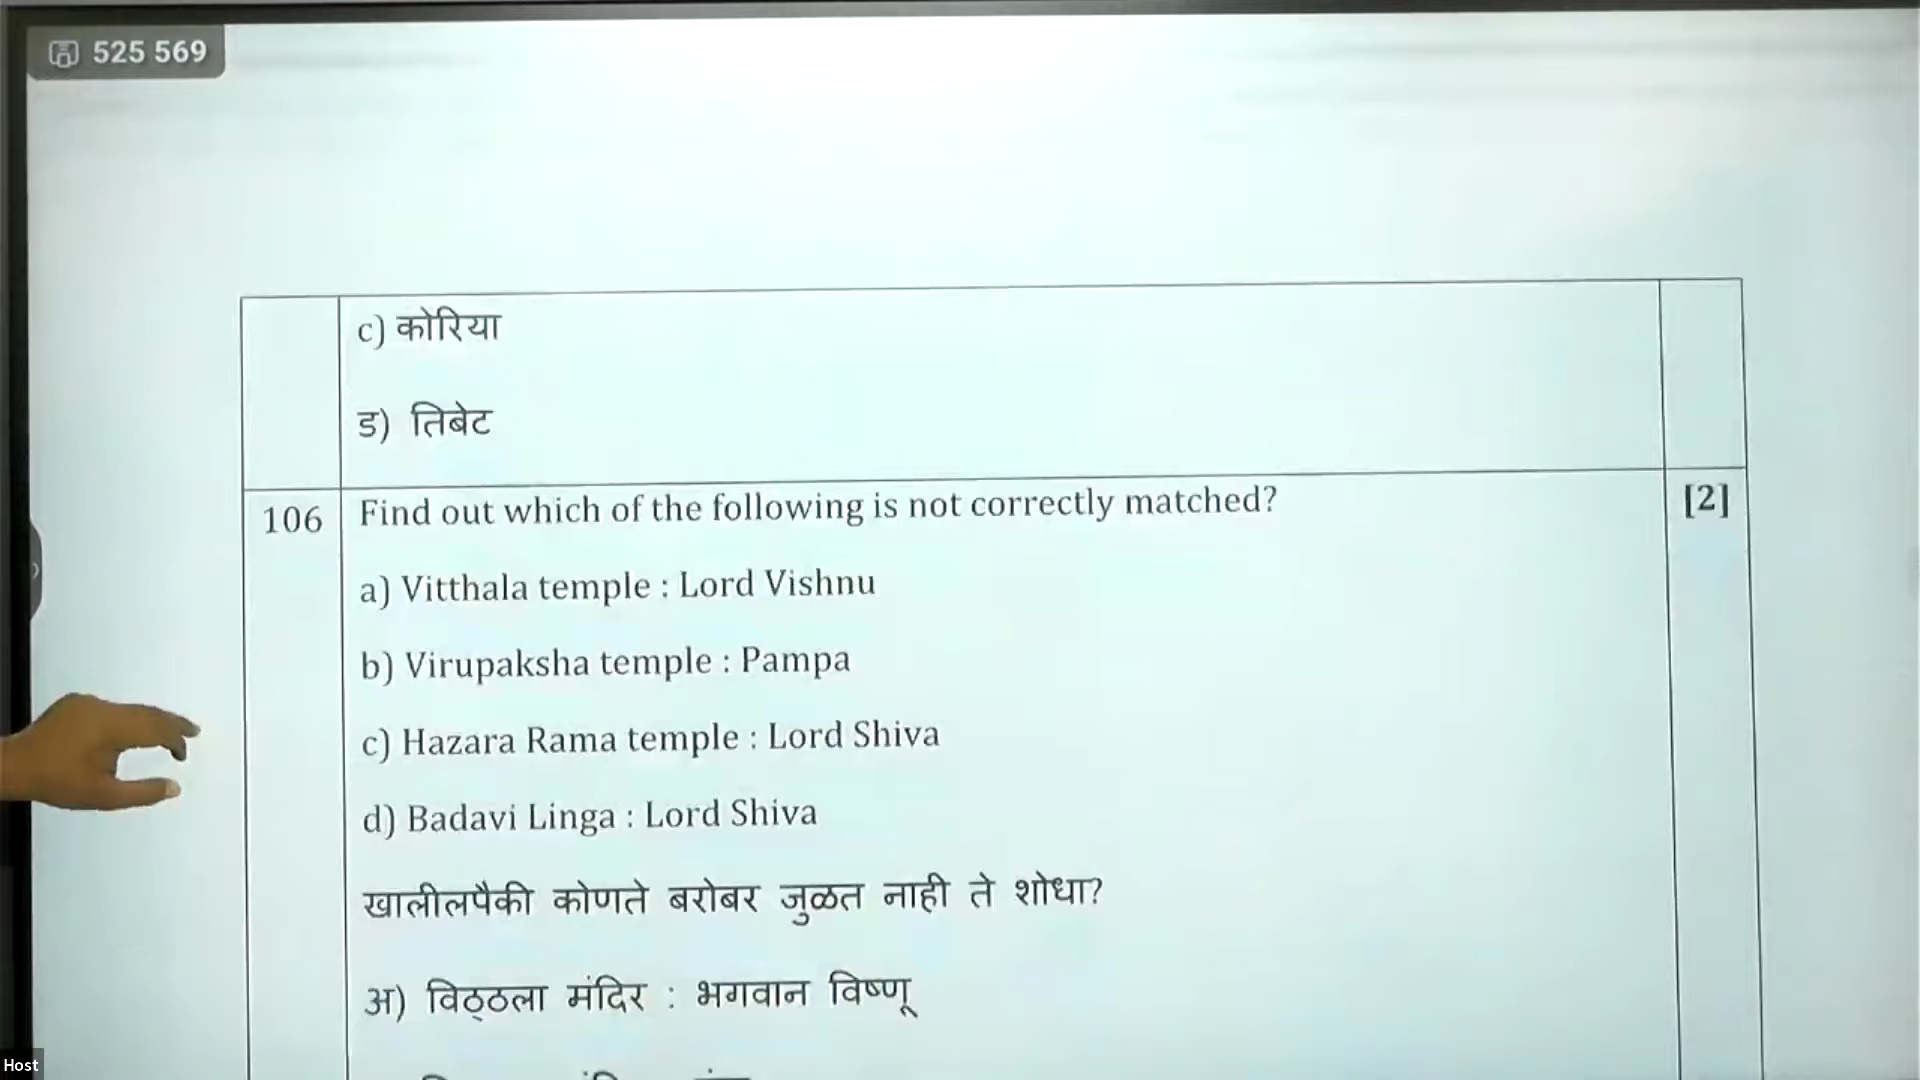 525 569
c) कोरिया
ड) तिबेट
106 Find out which of the following is not correctly matched? [2]
a) Vitthala temple : Lord Vishnu
b) Virupaksha temple : Pampa
c) Hazara Rama temple : Lord Shiva
d) Badavi Linga : Lord Shiva
खालीलपैकी कोणते बरोबर जुळत नाही ते शोधा?
अ) विठ्ठला मंदिर : भगवान विष्णू
Host